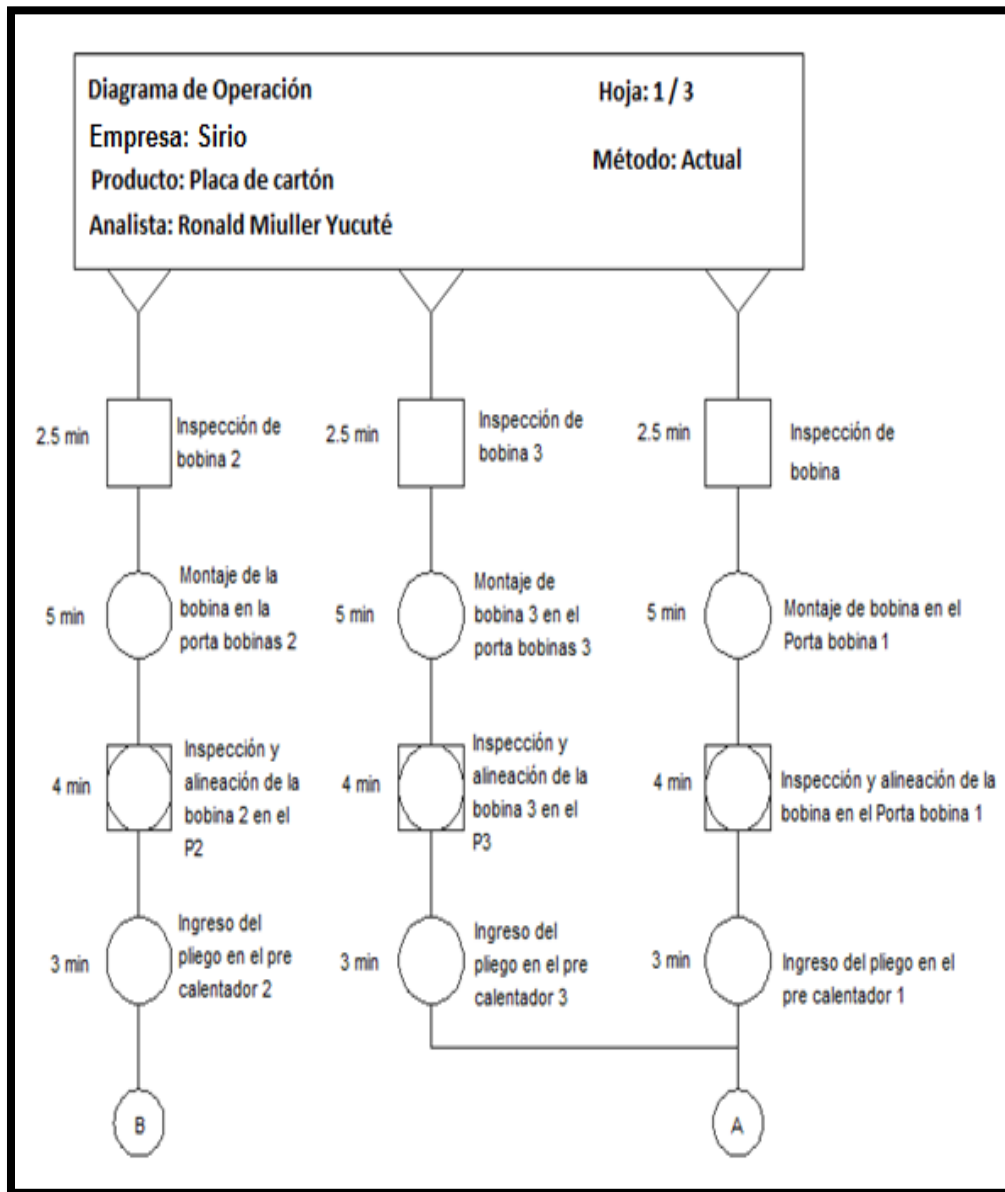 Diagrama de Operación
Hoja: 1 / 3
Empresa: Sirio
Método: Actual
Producto: Placa de cartón
Analista: Ronald Miuller Yucuté
2.5 min
Inspección de
bobina 2
2.5 min
Inspección de
bobina 3
2.5 min
Inspección de
bobina
5 min
Montaje de la
bobina en la
porta bobinas 2
5 min
Montaje de
bobina 3 en el
porta bobinas 3
5 min
Montaje de bobina en el
Porta bobina 1
4 min
Inspección y
alineación de la
bobina 2 en el
P2
4 min
Inspección y
alineación de la
bobina 3 en el
P3
4 min
Inspección y alineación de la
bobina en el Porta bobina 1
3 min
Ingreso del
pliego en el pre
calentador 2
3 min
Ingreso del
pliego en el pre
calentador 3
3 min
Ingreso del pliego en el
pre calentador 1
B
A